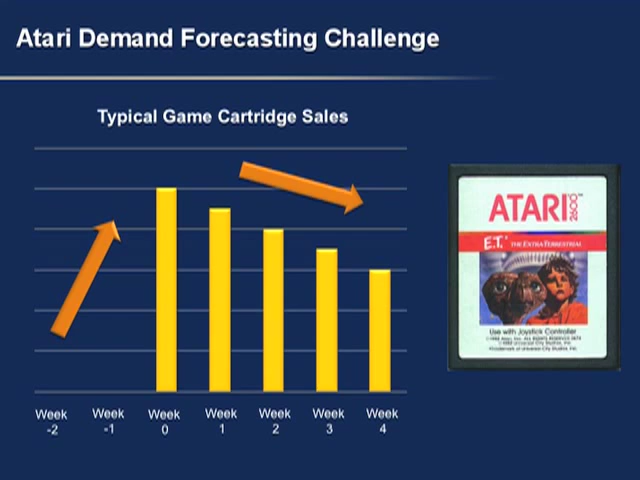 Atari Demand Forecasting Challenge
Typical Game Cartridge Sales
Week
-2
Week
-1
Week
0
Week
1
Week
2
Week
3
Week
4
ATARI 2600™
E.T.* THE EXTRA-TERRESTRIAL
Use with Joystick Controller